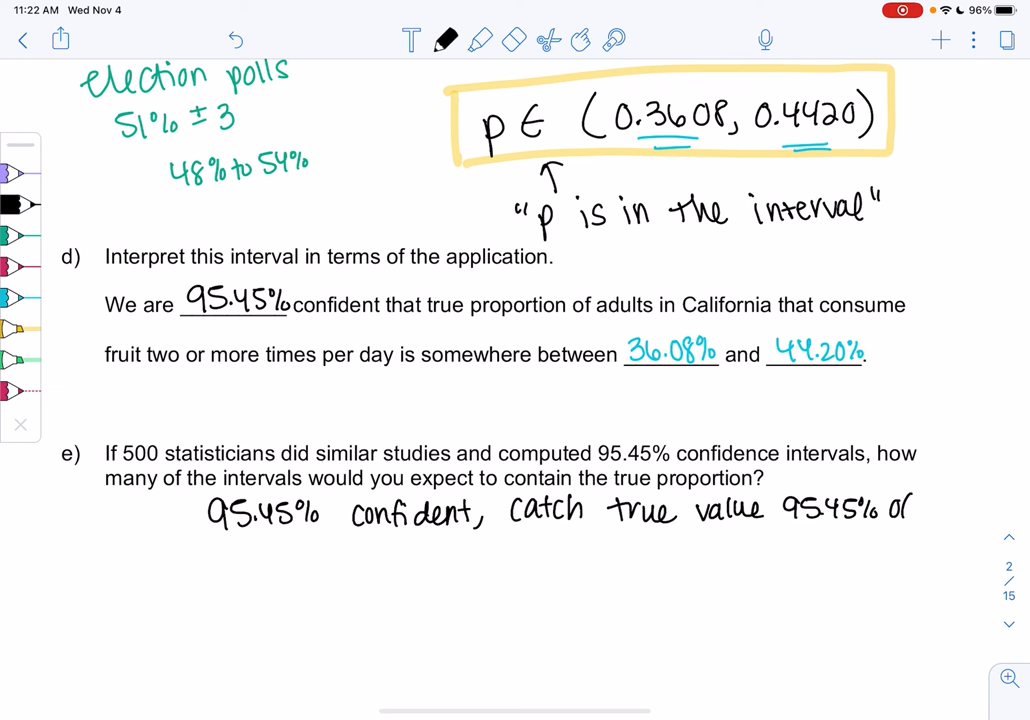 11:22 AM Wed Nov 4
96%
election polls
51% ± 3
48% to 54%
p ∈ (0.3608, 0.4420)
"p is in the interval"
d) Interpret this interval in terms of the application.
We are 95.45% confident that true proportion of adults in California that consume
fruit two or more times per day is somewhere between 36.08% and 44.20%.
e) If 500 statisticians did similar studies and computed 95.45% confidence intervals, how
many of the intervals would you expect to contain the true proportion?
95.45% confident, catch true value 95.45% of
2
/
15